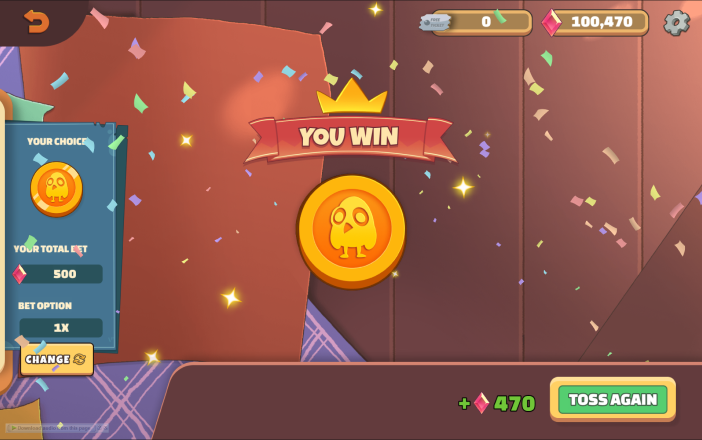 0
100,470
YOUR CHOICE
YOU WIN
YOUR TOTAL BET
500
BET OPTION
1X
CHANGE
+ 470
TOSS AGAIN